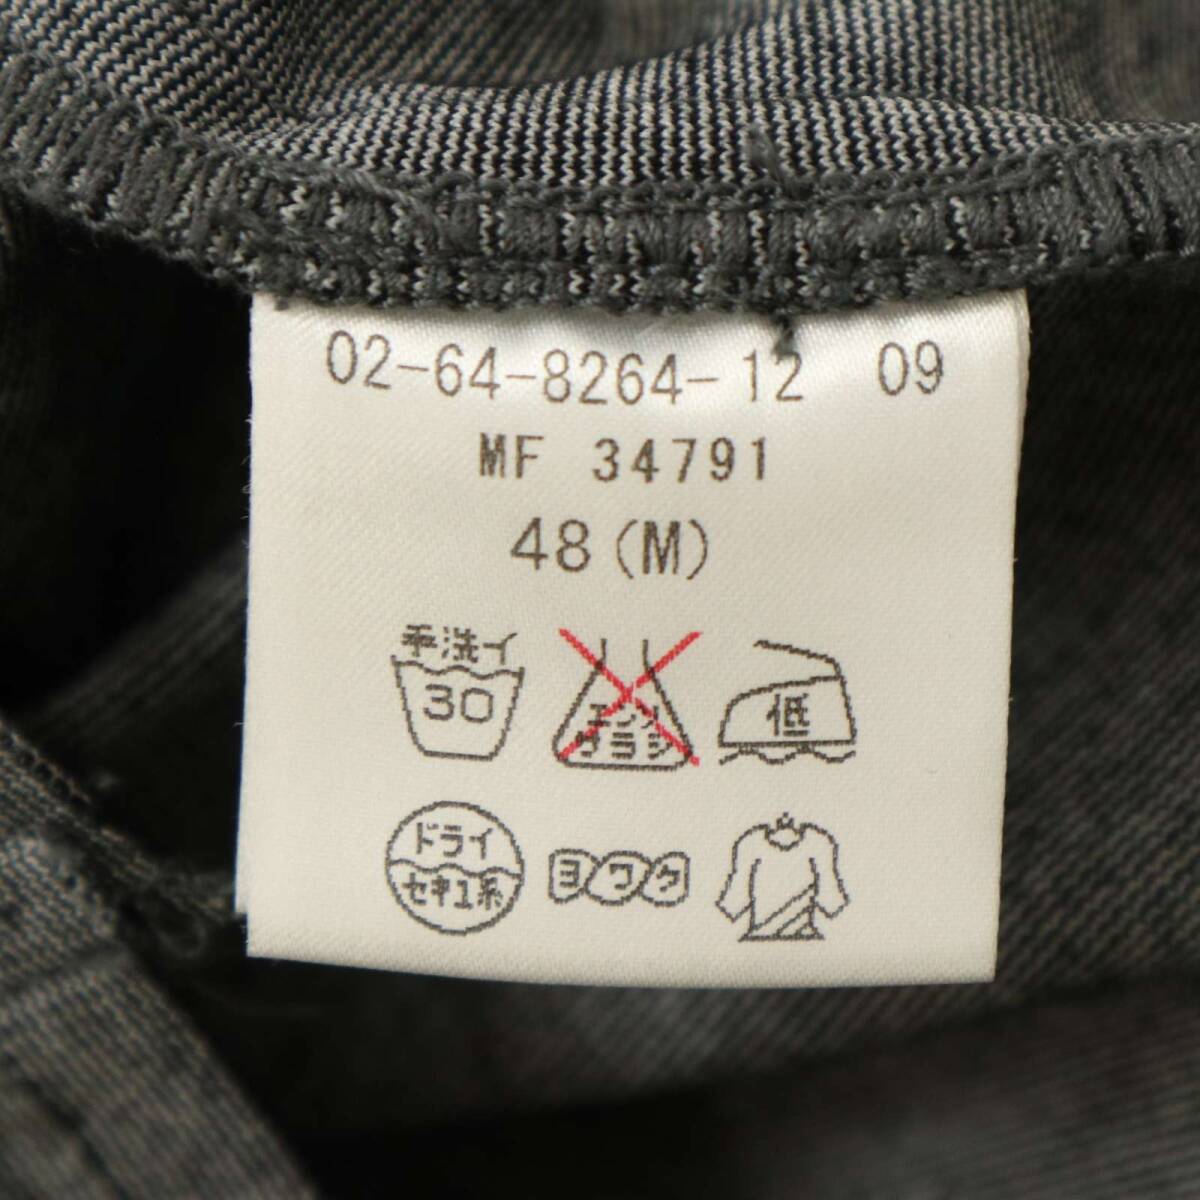 02-64-8264-12 09
MF 34791
48(M)
手洗イ
30
エンソ
サラシ
低
ドライ
セキユ系
ヨワク